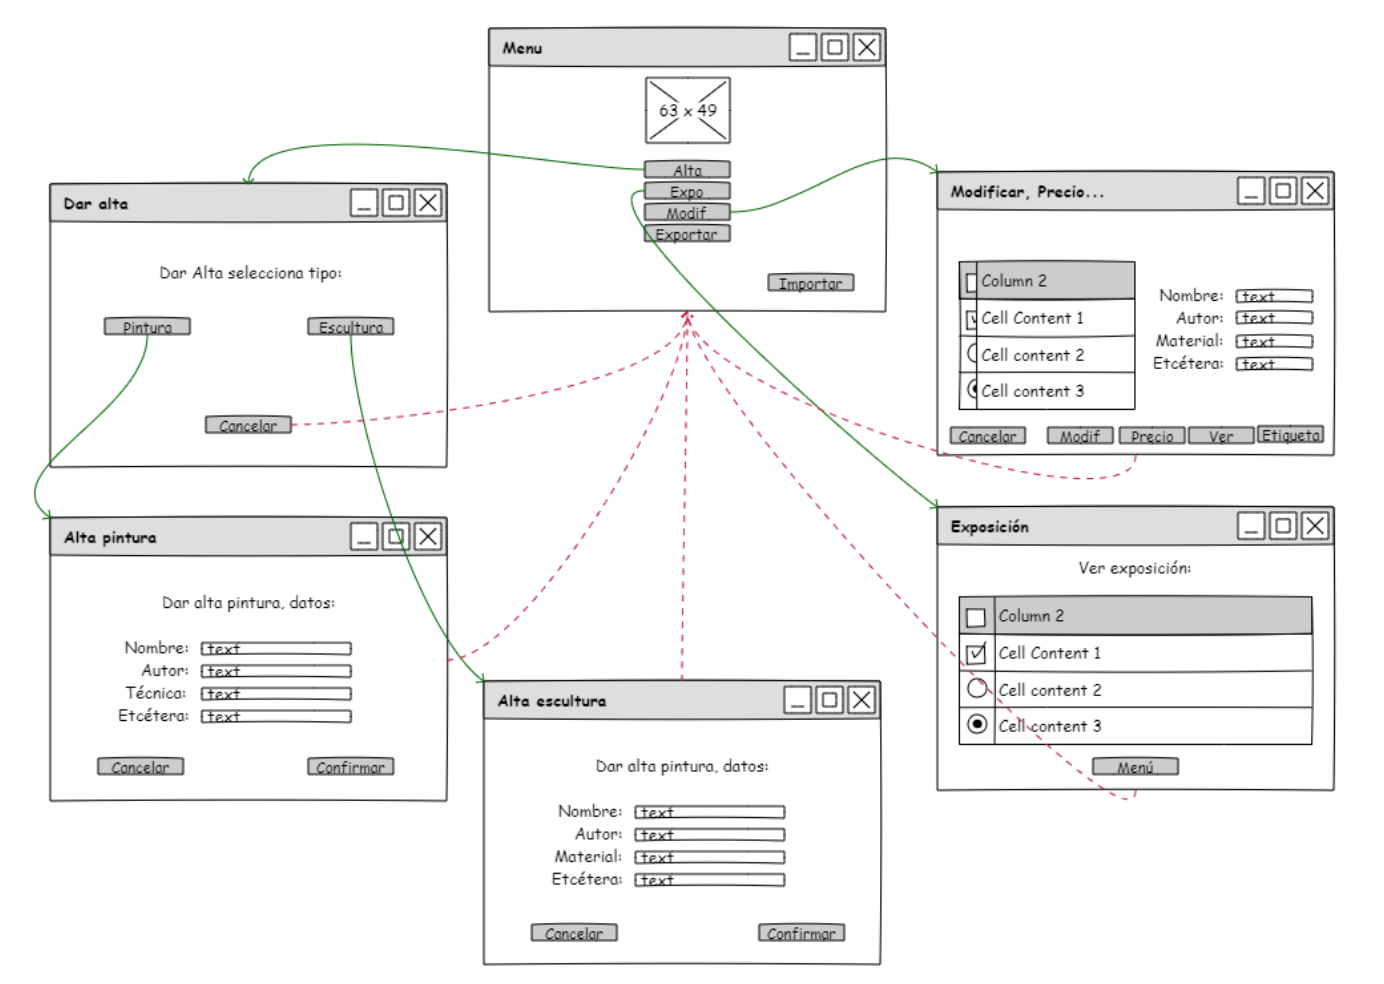 Menu
63 x 49
Alta
Expo
Modif
Exportar
Importar
Dar alta
Dar Alta selecciona tipo:
Pintura
Escultura
Cancelar
Modificar, Precio...
Column 2
Cell Content 1
Cell content 2
Cell content 3
Nombre: text
Autor: text
Material: text
Etcétera: text
Cancelar Modif Precio Ver Etiqueta
Alta pintura
Dar alta pintura, datos:
Nombre: text
Autor: text
Técnica: text
Etcétera: text
Cancelar Confirmar
Exposición
Ver exposición:
Column 2
Cell Content 1
Cell content 2
Cell content 3
Menú
Alta escultura
Dar alta pintura, datos:
Nombre: text
Autor: text
Material: text
Etcétera: text
Cancelar Confirmar